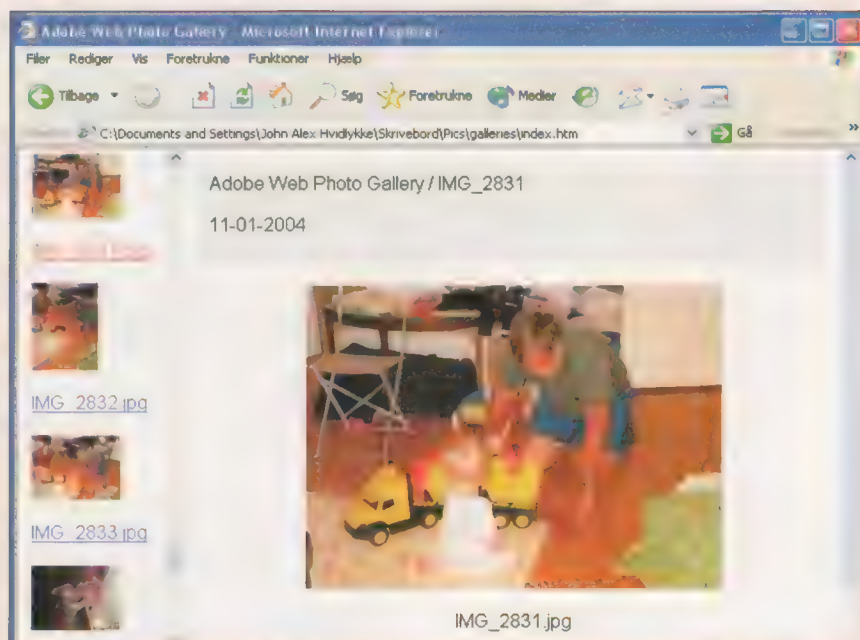 Adobe Web Photo Gallery - Microsoft Internet Explorer
Filer Rediger Vis Foretrukne Funktioner Hjælp
Tilbage Søg Foretrukne Medier
C:\Documents and Settings\John Alex Hvidlykke\Skrivebord\Pics\galleries\index.htm Gå
Adobe Web Photo Gallery / IMG_2831
11-01-2004
IMG_2832.jpg
IMG_2833.jpg
IMG_2831.jpg